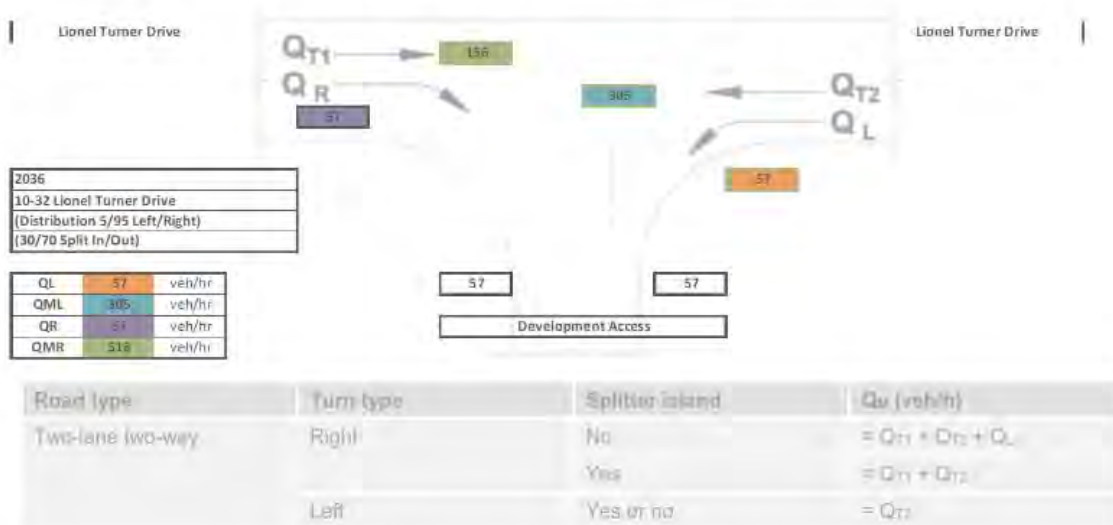 Lionel Turner Drive
Lionel Turner Drive
QT1
156
QR
57
305
QT2
QL
57
2036
10-32 Lionel Turner Drive
(Distribution 5/95 Left/Right)
(30/70 Split In/Out)
QL 57 veh/hr
QML 305 veh/hr
QR 57 veh/hr
QMR 518 veh/hr
57
57
Development Access
Road type Turn type Splitter island Qu (veh/h)
Two-lane two-way Right No = QT1 + QT2 + QL
Yes = QT1 + QT2
Left Yes or no = QT2